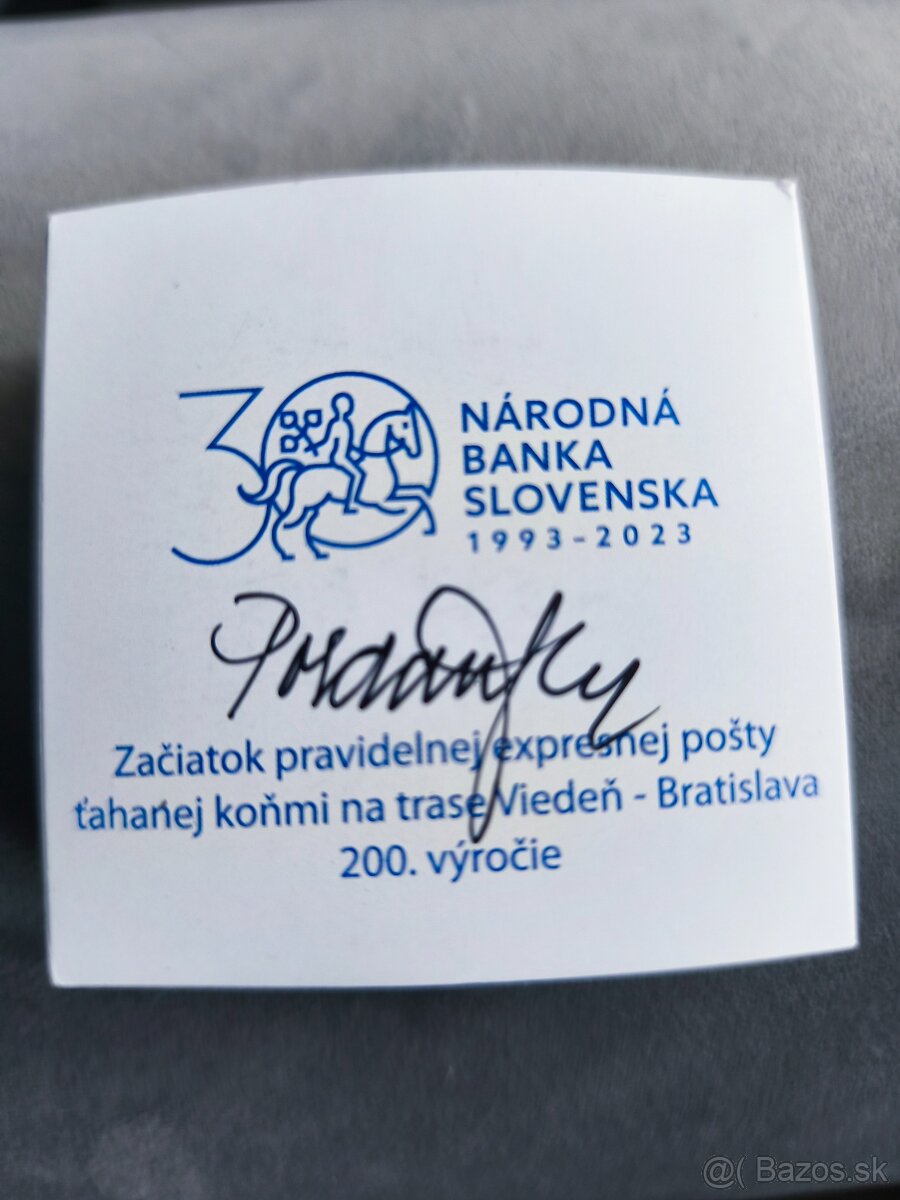 30
NÁRODNÁ
BANKA
SLOVENSKA
1993-2023
Začiatok pravidelnej expresnej pošty
ťahanej koňmi na trase Viedeň - Bratislava
200. výročie
@( Bazos.sk